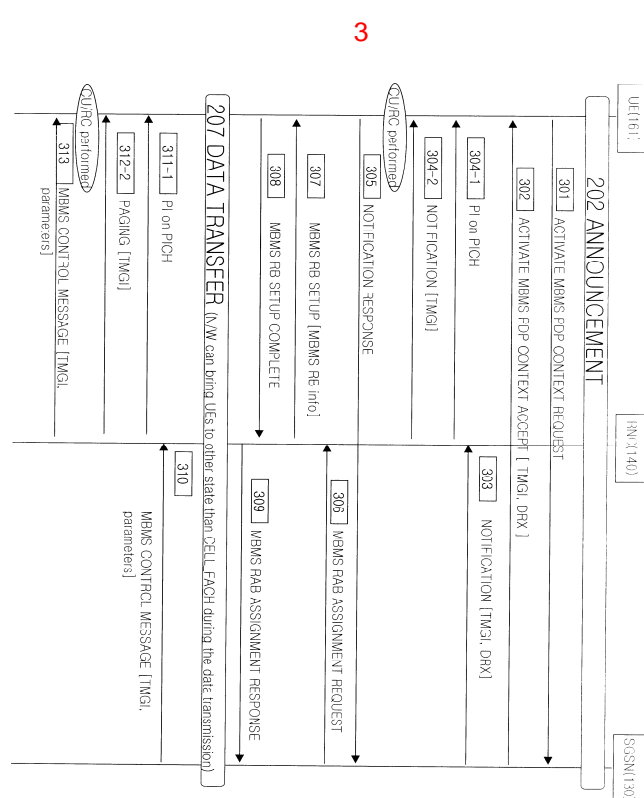 3
UE(161)
RNC(140)
SGSN(130)
202 ANNOUNCEMENT
301 ACTIVATE MBMS PDP CONTEXT REQUEST
302 ACTIVATE MBMS PDP CONTEXT ACCEPT [ TMGI, DRX ]
303 NOTIFICATION [TMGI, DRX]
304-1 PI on PICH
304-2 NOTIFICATION [TMGI]
CU/RC performed
305 NOTIFICATION RESPONSE
306 MBMS RAB ASSIGNMENT REQUEST
307 MBMS RB SETUP [MBMS RB info]
308 MBMS RB SETUP COMPLETE
309 MBMS RAB ASSIGNMENT RESPONSE
207 DATA TRANSFER (N/W can bring UEs to other state than CELL_FACH during the data transmission)
310 MBMS CONTROL MESSAGE [TMGI,
parameters]
311-1 PI on PICH
312-2 PAGING [TMGI]
CU/RC performed
313 MBMS CONTROL MESSAGE [TMGI,
parameters]